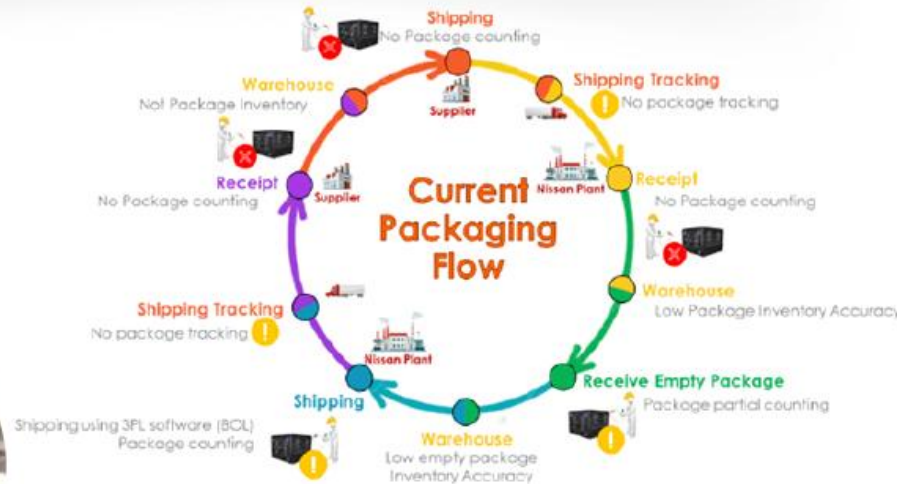 Shipping
No Package counting
Supplier
Shipping Tracking
No package tracking
Nissan Plant
Receipt
No Package counting
Warehouse
Low Package Inventory Accuracy
Receive Empty Package
Package partial counting
Warehouse
Low empty package
Inventory Accuracy
Shipping
Nissan Plant
Shipping using 3PL software (BOL)
Package counting
Shipping Tracking
No package tracking
Receipt
No Package counting
Supplier
Warehouse
Not Package Inventory
Current
Packaging
Flow